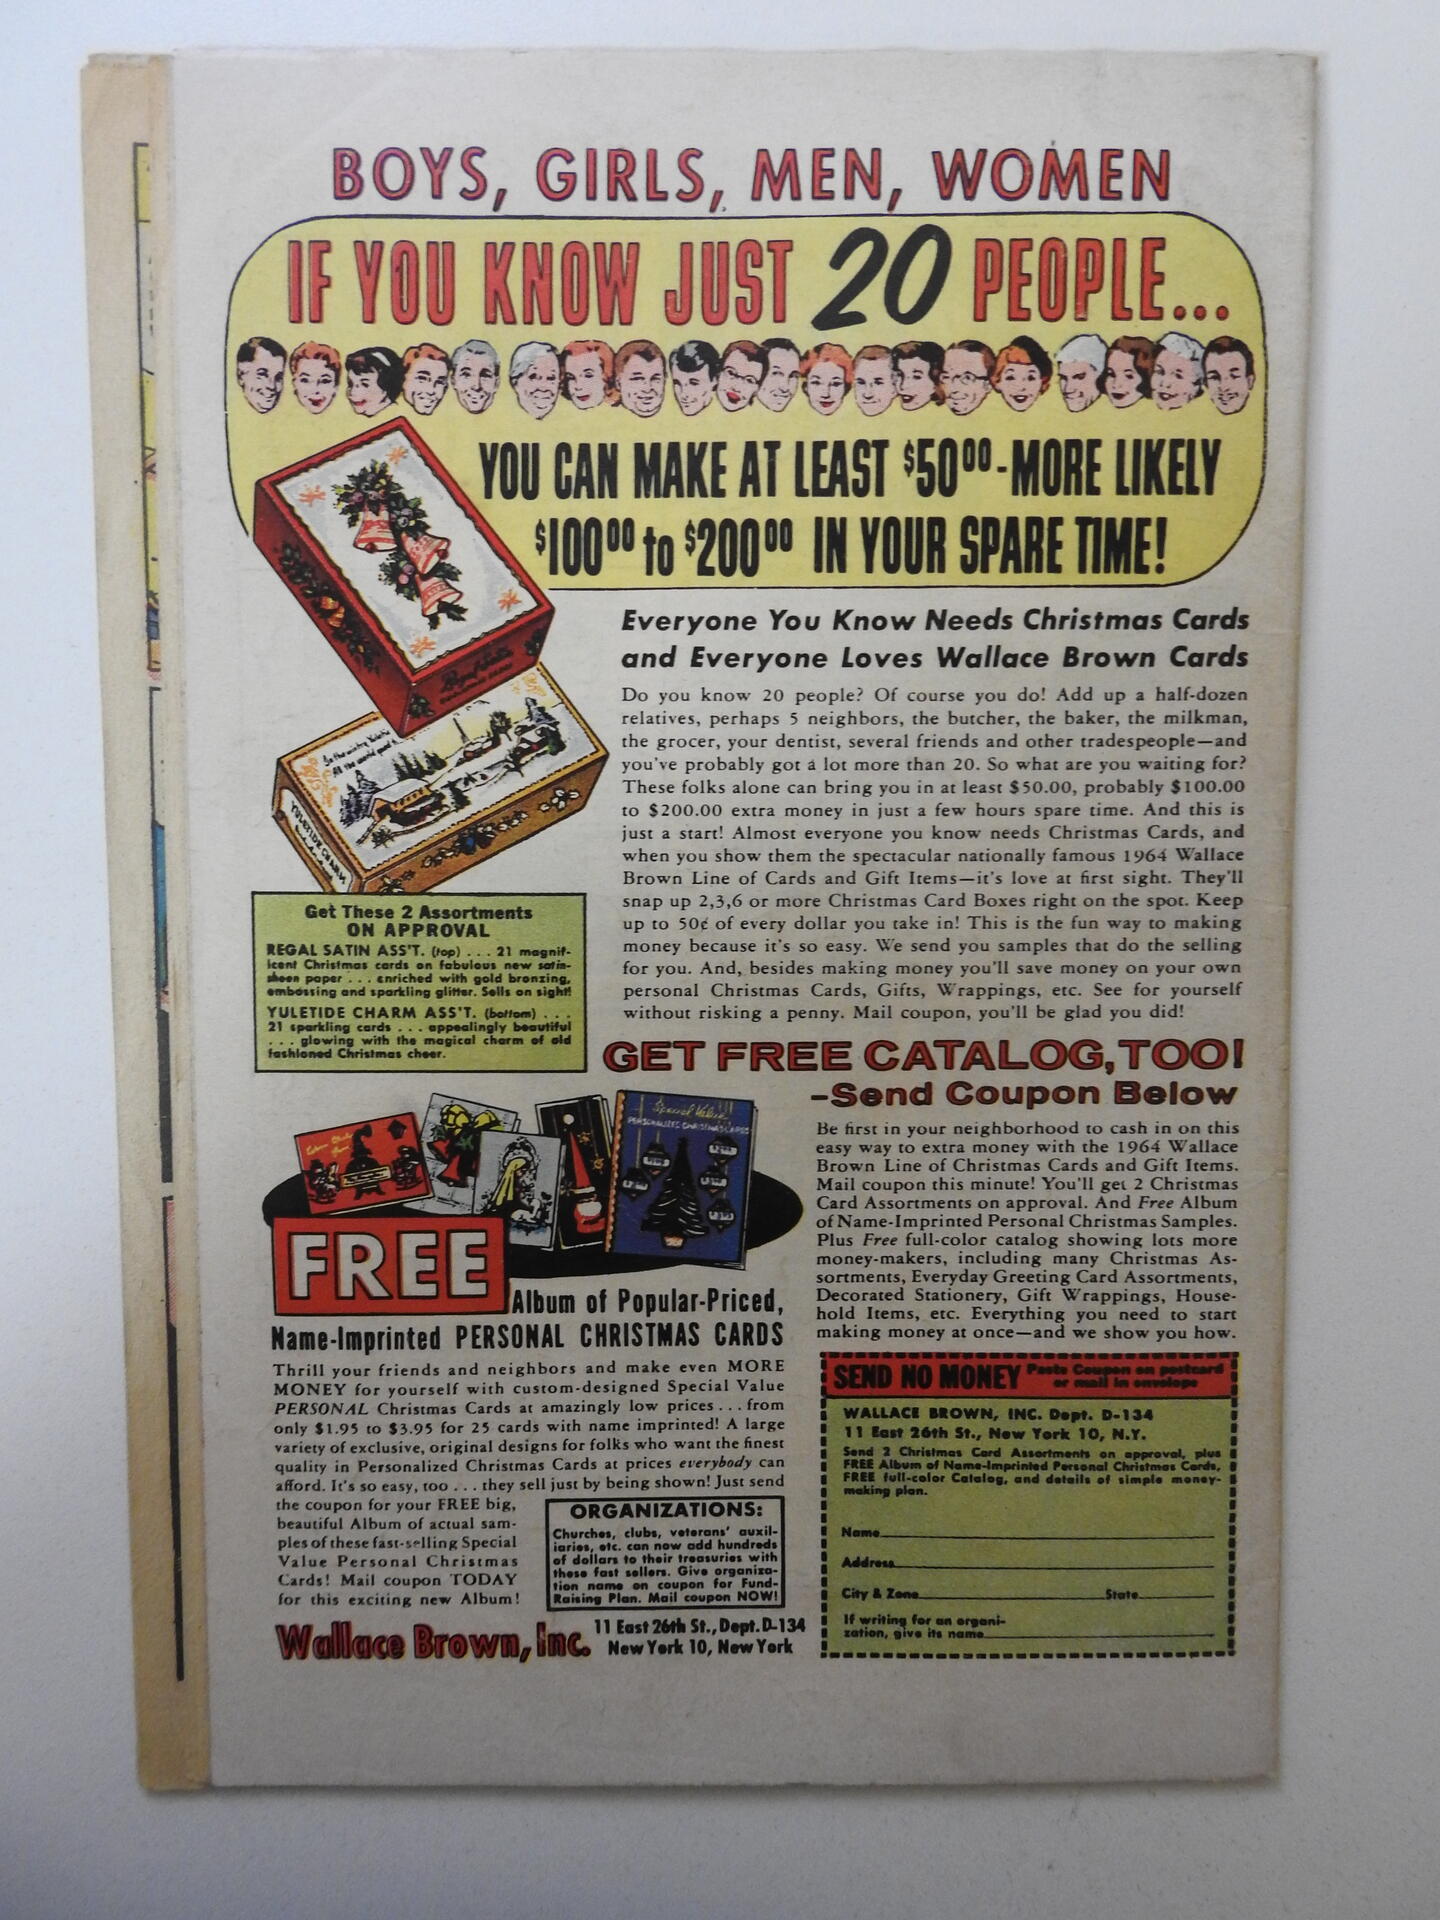 BOYS, GIRLS, MEN, WOMEN
IF YOU KNOW JUST 20 PEOPLE...
YOU CAN MAKE AT LEAST $50⁰⁰-MORE LIKELY
$100⁰⁰ to $200⁰⁰ IN YOUR SPARE TIME!
Everyone You Know Needs Christmas Cards
and Everyone Loves Wallace Brown Cards
Do you know 20 people? Of course you do! Add up a half-dozen
relatives, perhaps 5 neighbors, the butcher, the baker, the milkman,
the grocer, your dentist, several friends and other tradespeople—and
you've probably got a lot more than 20. So what are you waiting for?
These folks alone can bring you in at least $50.00, probably $100.00
to $200.00 extra money in just a few hours spare time. And this is
just a start! Almost everyone you know needs Christmas Cards, and
when you show them the spectacular nationally famous 1964 Wallace
Brown Line of Cards and Gift Items—it's love at first sight. They'll
snap up 2,3,6 or more Christmas Card Boxes right on the spot. Keep
up to 50¢ of every dollar you take in! This is the fun way to making
money because it's so easy. We send you samples that do the selling
for you. And, besides making money you'll save money on your own
personal Christmas Cards, Gifts, Wrappings, etc. See for yourself
without risking a penny. Mail coupon, you'll be glad you did!
Regal Satin
YULETIDE CHARM
Get These 2 Assortments
ON APPROVAL
REGAL SATIN ASS'T. (top) . . . 21 magnif-
icent Christmas cards on fabulous new satin-
sheen paper . . . enriched with gold bronzing,
embossing and sparkling glitter. Sells on sight!
YULETIDE CHARM ASS'T. (bottom) . . .
21 sparkling cards . . . appealingly beautiful
. . . glowing with the magical charm of old
fashioned Christmas cheer.
GET FREE CATALOG, TOO!
-Send Coupon Below
Be first in your neighborhood to cash in on this
easy way to extra money with the 1964 Wallace
Brown Line of Christmas Cards and Gift Items.
Mail coupon this minute! You'll get 2 Christmas
Card Assortments on approval. And Free Album
of Name-Imprinted Personal Christmas Samples.
Plus Free full-color catalog showing lots more
money-makers, including many Christmas As-
sortments, Everyday Greeting Card Assortments,
Decorated Stationery, Gift Wrappings, House-
hold Items, etc. Everything you need to start
making money at once—and we show you how.
Special Value
PERSONALIZED CHRISTMAS CARDS
FREE
Album of Popular-Priced,
Name-Imprinted PERSONAL CHRISTMAS CARDS
Thrill your friends and neighbors and make even MORE
MONEY for yourself with custom-designed Special Value
PERSONAL Christmas Cards at amazingly low prices . . . from
only $1.95 to $3.95 for 25 cards with name imprinted! A large
variety of exclusive, original designs for folks who want the finest
quality in Personalized Christmas Cards at prices everybody can
afford. It's so easy, too . . . they sell just by being shown! Just send
the coupon for your FREE big,
beautiful Album of actual sam-
ples of these fast-selling Special
Value Personal Christmas
Cards! Mail coupon TODAY
for this exciting new Album!
ORGANIZATIONS:
Churches, clubs, veterans' auxil-
iaries, etc. can now add hundreds
of dollars to their treasuries with
these fast sellers. Give organiza-
tion name on coupon for Fund-
Raising Plan. Mail coupon NOW!
Wallace Brown, Inc. 11 East 26th St., Dept. D-134
New York 10, New York
SEND NO MONEY Paste Coupon on postcard
or mail in envelope
WALLACE BROWN, INC. Dept. D-134
11 East 26th St., New York 10, N.Y.
Send 2 Christmas Card Assortments on approval, plus
FREE Album of Name-Imprinted Personal Christmas Cards,
FREE full-color Catalog, and details of simple money-
making plan.
Name
Address
City & Zone State
If writing for an organi-
zation, give its name